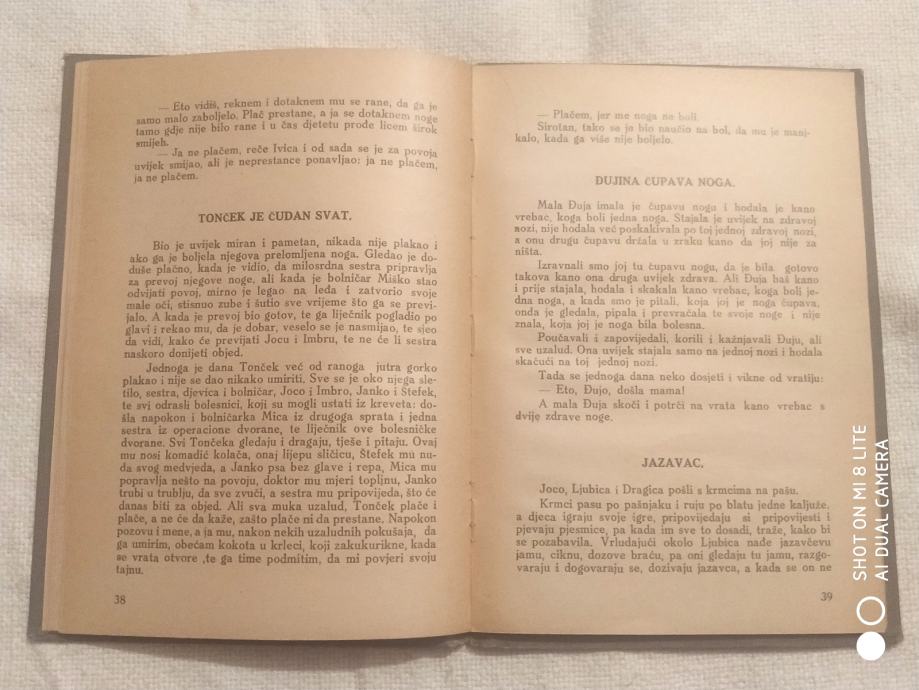 — Eto vidiš, reknem i dotaknem mu se rane, da ga je
samo malo zaboljelo. Plač prestane, a ja se dotaknem noge
tamo gdje nije bilo rane i u čas djetetu prođe licem širok
smijeh.
— Ja ne plačem, reče Ivica i od sada se je za povoja
uvijek smijao, ali je neprestance ponavljao: ja ne plačem,
ja ne plačem.
TONČEK JE ČUDAN SVAT.
Bio je uvijek miran i pametan, nikada nije plakao i
ako ga je boljela njegova prelomljena noga. Gledao je do-
duše plačno, kada je vidio, da milosrdna sestra pripravlja
za prevoj njegove noge, ali kada je bolničar Miško stao
odvijati povoj, mirno je legao na leđa i zatvorio svoje
male oči, stisnuo zube i šutio sve vrijeme što ga se previ-
jalo. A kada je prevoj bio gotov, te ga liječnik pogladio po
glavi i rekao mu, da je dobar, veselo se je nasmijao, te sjeo
da vidi, kako će previjati Jocu i Imbru, te ne će li sestra
naskoro donijeti objed.
Jednoga je dana Tonček već od ranoga jutra gorko
plakao i nije se dao nikako umiriti. Sve se je oko njega sle-
tilo, sestra, djevica i bolničar, Joco i Imbro, Janko i Štefek,
te svi odrasli bolesnici, koji su mogli ustati iz kreveta: do-
šla napokon i bolničarka Mica iz drugoga sprata i jedna
sestra iz operacione dvorane, te liječnik ove bolesničke
dvorane. Svi Tončeka gledaju i dragaju, tješe i pitaju. Ovaj
mu nosi komadić kolača, onaj lijepu sličicu, Štefek mu nu-
đa svog medvjeda, a Janko psa bez glave i repa, Mica mu
popravlja nešto na povoju, doktor mu mjeri topljnu, Janko
trubi u trublju, da sve zvuči, a sestra mu pripovijeda, što će
danas biti za objed. Ali sva muka uzalud, Tonček plače i
plače, a ne će da kaže, zašto plače ni da prestane. Napokon
pozovu i mene, a ja mu, nakon nekih uzaludnih pokušaja, da
ga umirim, obećam kokota u krleci, koji zakukurikne, kada
se vrata otvore ,te ga time podmitim, da mi povjeri svoju
tajnu.
38
— Plačem, jer me noga ne boli.
Sirotan, tako se ja bio naučio na bol, da mu je manj-
kalo, kada ga više nije boljelo.
ĐUJINA ČUPAVA NOGA.
Mala Đuja imala je čupavu nogu i hodala je kano
vrebac, koga boli jedna noga. Stajala je uvijek na zdravoj
nozi, nije hodala već poskakivala po toj jednoj zdravoj nozi,
a onu drugu čupavu držala u zraku kano da joj nije za
ništa.
Izravnali smo joj tu čupavu nogu, da je bila gotovo
takova kano ona druga uvijek zdrava. Ali Đuja baš kano
i prije stajala, hodala i skakala kano vrebac, koga bolj je-
dna noga, a kada smo je pitali, koja joj je noga čupava,
onda je gledala, pipala i prevraćala te svoje noge i nije
znala, koja joj je noga bila bolesna.
Poučavali i zapovijedali, korili i kažnjavali Đuju, ali
sve uzalud. Ona uvijek stajala samo na jednoj nozi i hodala
skačući na toj jednoj nozi.
Tada se jednoga dana neko dosjeti i vikne od vratiju:
— Eto, Đujo, došla mama!
A mala Đuja skoči i potrči na vrata kano vrebac s
dvije zdrave noge.
JAZAVAC.
Joco, Ljubica i Dragica pošli s krmcima na pašu.
Krmci pasu po pašnjaku i ruju po blatu jedne kaljuže,
a djeca igraju svoje igre, pripovijedaju si pripovijesti i
pjevaju pjesmice, pa kada im sve to dosadi, traže, kako bi
se pozabavila. Vrludajući okolo Ljubica nađe jazavčevu
jamu, ciknu, dozove braću, pa oni gledaju tu jamu, razgo-
varaju i dogovaraju se, dozivaju jazavca, a kada se on ne
39
SHOT ON MI 8 LITE
AI DUAL CAMERA